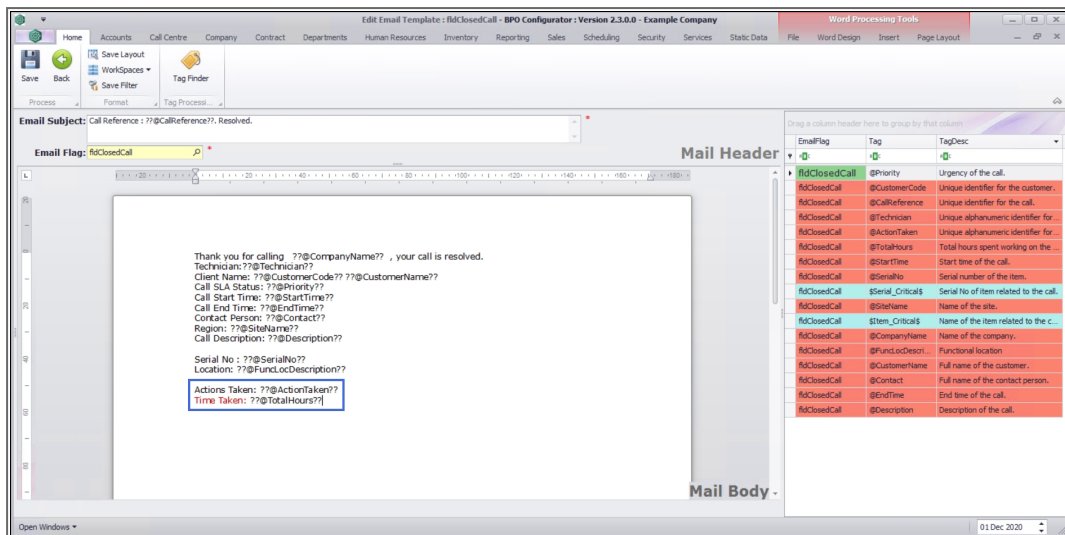 Edit Email Template : fldClosedCall - BPO Configurator : Version 2.3.0.0 - Example Company
Word Processing Tools
Home Accounts Call Centre Company Contract Departments Human Resources Inventory Reporting Sales Scheduling Security Services Static Data File Word Design Insert Page Layout
Save Layout
WorkSpaces
Save Filter
Save Back Tag Finder
Process Format Tag Processi...
Email Subject: Call Reference : ??@CallReference??. Resolved. *
Email Flag: fldClosedCall *
Mail Header
Drag a column header here to group by that column
EmailFlag Tag TagDesc
fldClosedCall @Priority Urgency of the call.
fldClosedCall @CustomerCode Unique identifier for the customer.
fldClosedCall @CallReference Unique identifier for the call.
fldClosedCall @Technician Unique alphanumeric identifier for...
fldClosedCall @ActionTaken Unique alphanumeric identifier for...
fldClosedCall @TotalHours Total hours spent working on the ...
fldClosedCall @StartTime Start time of the call.
fldClosedCall @SerialNo Serial number of the item.
fldClosedCall $Serial_Critical$ Serial No of item related to the call.
fldClosedCall @SiteName Name of the site.
fldClosedCall $Item_Critical$ Name of the item related to the c...
fldClosedCall @CompanyName Name of the company.
fldClosedCall @FuncLocDescri... Functional location
fldClosedCall @CustomerName Full name of the customer.
fldClosedCall @Contact Full name of the contact person.
fldClosedCall @EndTime End time of the call.
fldClosedCall @Description Description of the call.
20 20 40 60 80 100 120 140 160 180
Thank you for calling ??@CompanyName?? , your call is resolved.
Technician:??@Technician??
Client Name: ??@CustomerCode?? ??@CustomerName??
Call SLA Status: ??@Priority??
Call Start Time: ??@StartTime??
Call End Time: ??@EndTime??
Contact Person: ??@Contact??
Region: ??@SiteName??
Call Description: ??@Description??
Serial No : ??@SerialNo??
Location: ??@FuncLocDescription??
Actions Taken: ??@ActionTaken??
Time Taken: ??@TotalHours??
Mail Body
Open Windows
01 Dec 2020